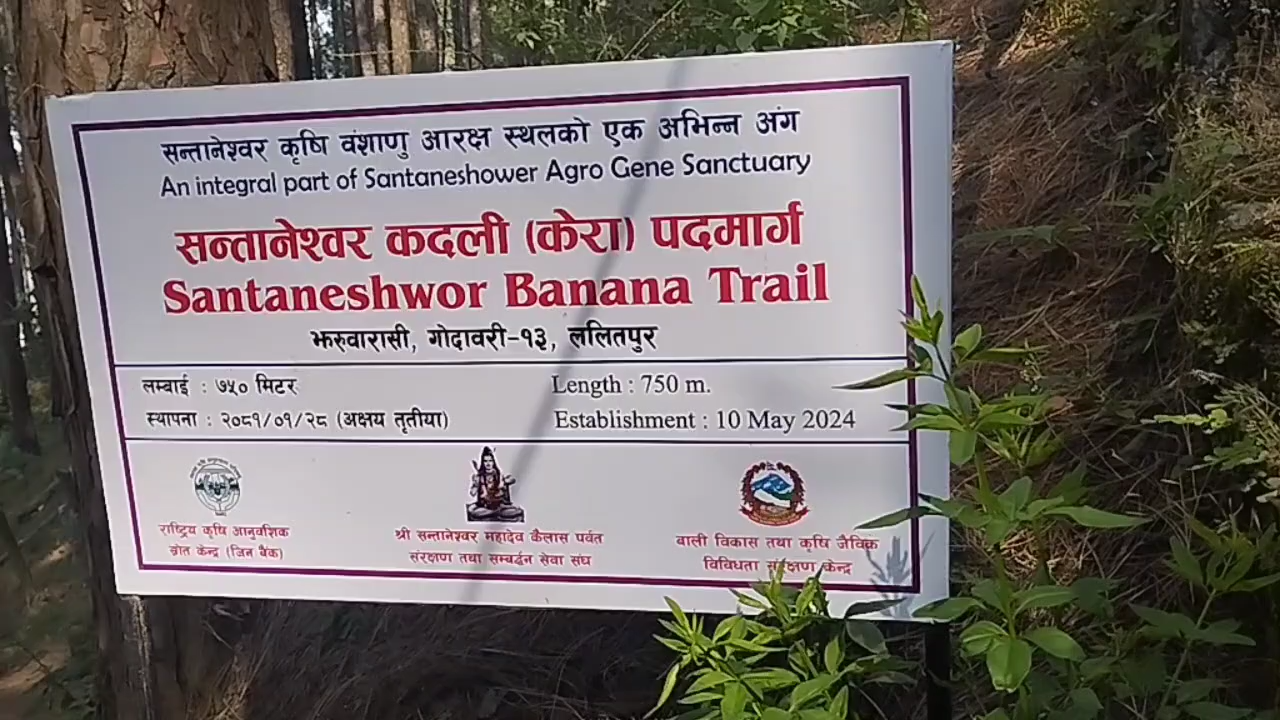 सन्तानेश्वर कृषि वंशाणु आरक्ष स्थलको एक अभिन्न अंग
An integral part of Santaneshower Agro Gene Sanctuary
सन्तानेश्वर कदली (केरा) पदमार्ग
Santaneshwor Banana Trail
झरुवारासी, गोदावरी-१३, ललितपुर
लम्बाई : ७५० मिटर
Length : 750 m.
स्थापना : २०८१/०१/२८ (अक्षय तृतीया)
Establishment : 10 May 2024
राष्ट्रिय कृषि आनुवंशिक
स्रोत केन्द्र (जिन बैंक)
श्री सन्तानेश्वर महादेव कैलास पर्वत
संरक्षण तथा सम्बर्द्धन सेवा संघ
बाली विकास तथा कृषि जैविक
विविधता संरक्षण केन्द्र